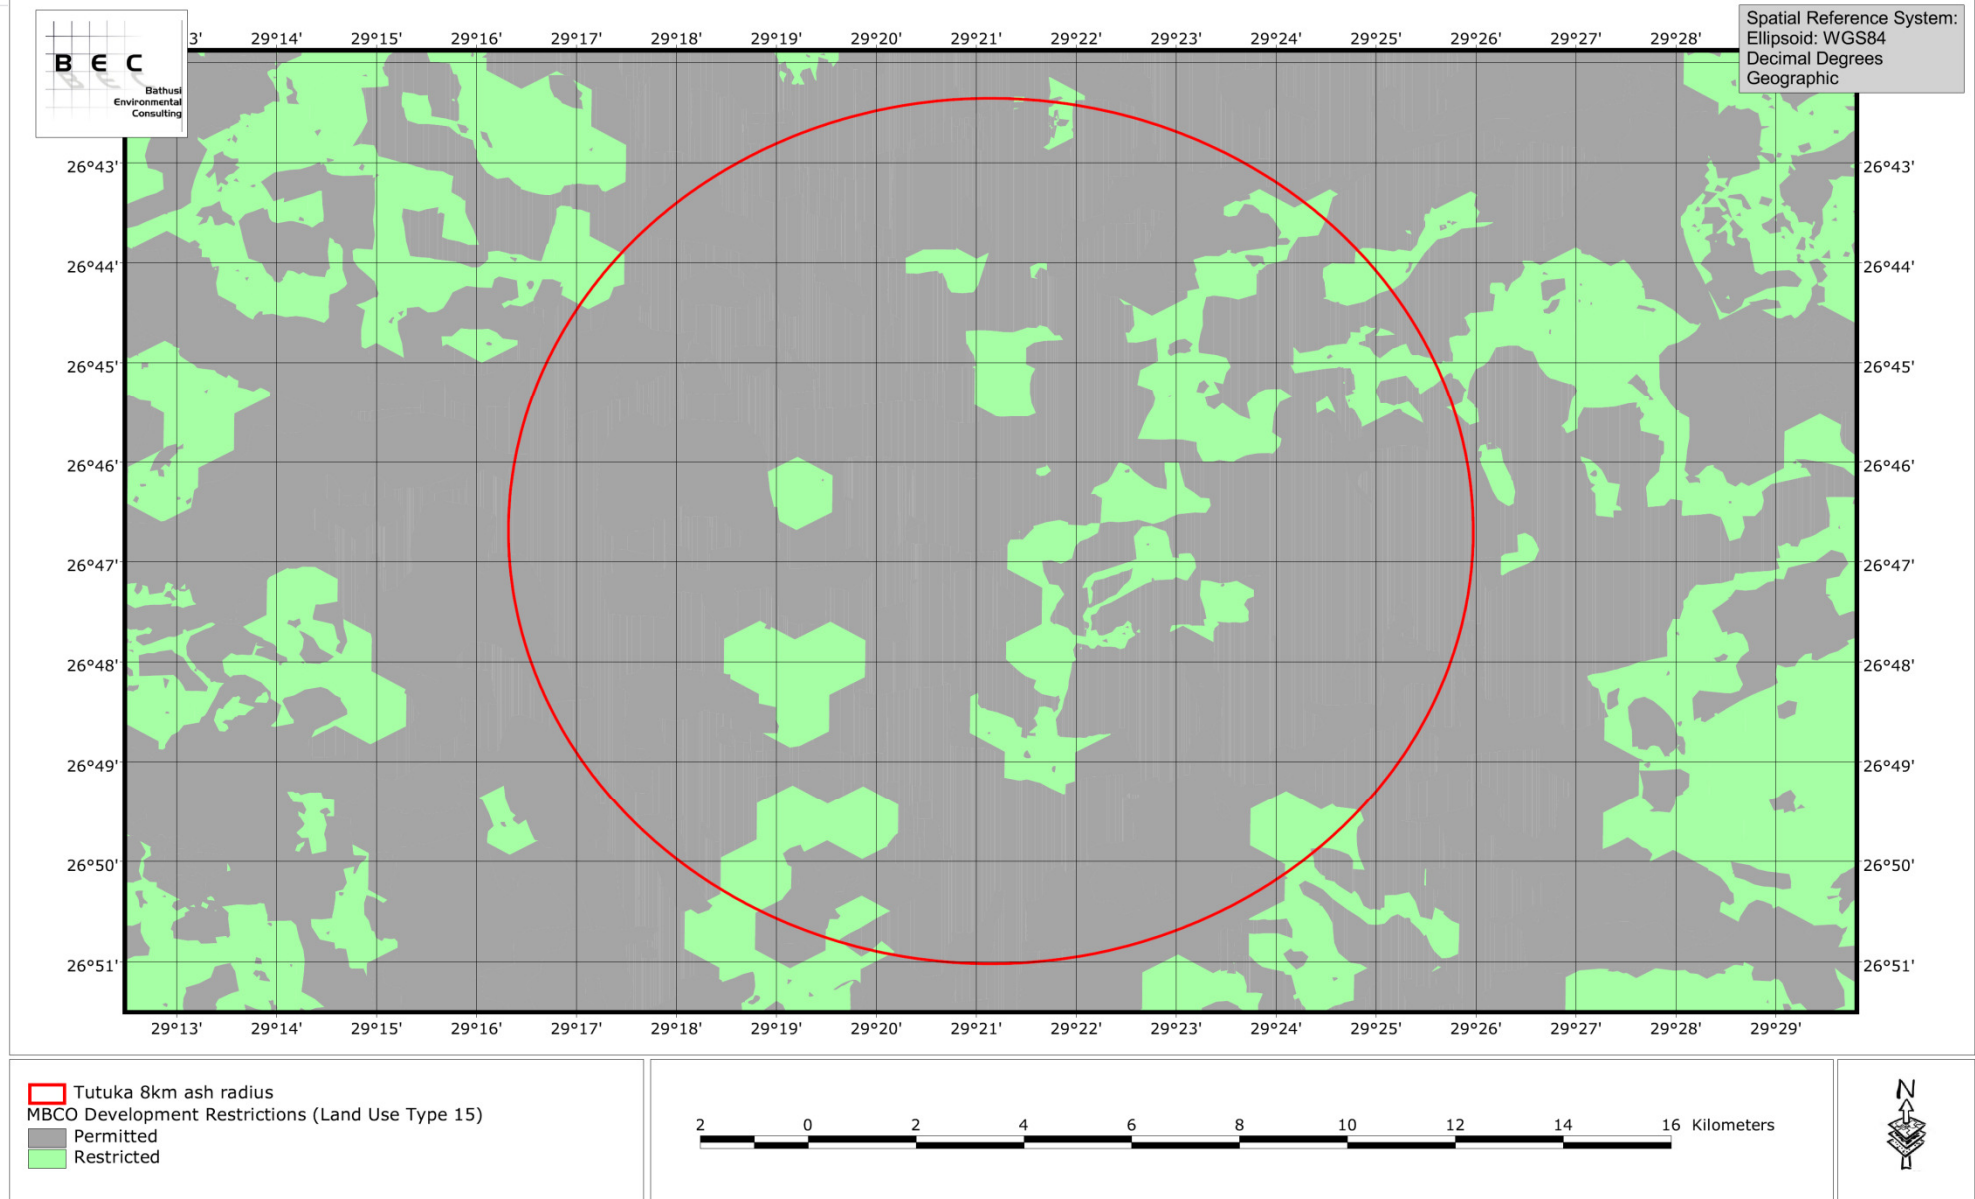 B E C
Bathusi
Environmental
Consulting
Spatial Reference System:
Ellipsoid: WGS84
Decimal Degrees
Geographic
3' 29°14' 29°15' 29°16' 29°17' 29°18' 29°19' 29°20' 29°21' 29°22' 29°23' 29°24' 29°25' 29°26' 29°27' 29°28'
26°43' 26°43'
26°44' 26°44'
26°45' 26°45'
26°46' 26°46'
26°47' 26°47'
26°48' 26°48'
26°49' 26°49'
26°50' 26°50'
26°51' 26°51'
29°13' 29°14' 29°15' 29°16' 29°17' 29°18' 29°19' 29°20' 29°21' 29°22' 29°23' 29°24' 29°25' 29°26' 29°27' 29°28' 29°29'
Tutuka 8km ash radius
MBCO Development Restrictions (Land Use Type 15)
Permitted
Restricted
2 0 2 4 6 8 10 12 14 16 Kilometers
N